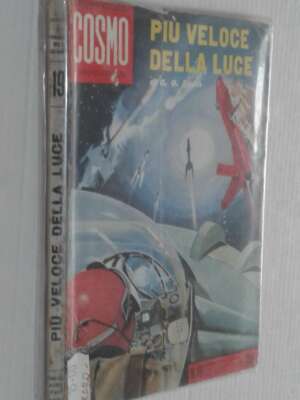 COSMO
PIÙ VELOCE
DELLA LUCE
19
PIÙ VELOCE DELLA LUCE